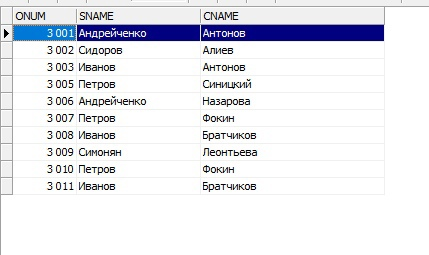 ONUM SNAME CNAME
3 001 Андрейченко Антонов
3 002 Сидоров Алиев
3 003 Иванов Антонов
3 005 Петров Синицкий
3 006 Андрейченко Назарова
3 007 Петров Фокин
3 008 Иванов Братчиков
3 009 Симонян Леонтьева
3 010 Петров Фокин
3 011 Иванов Братчиков